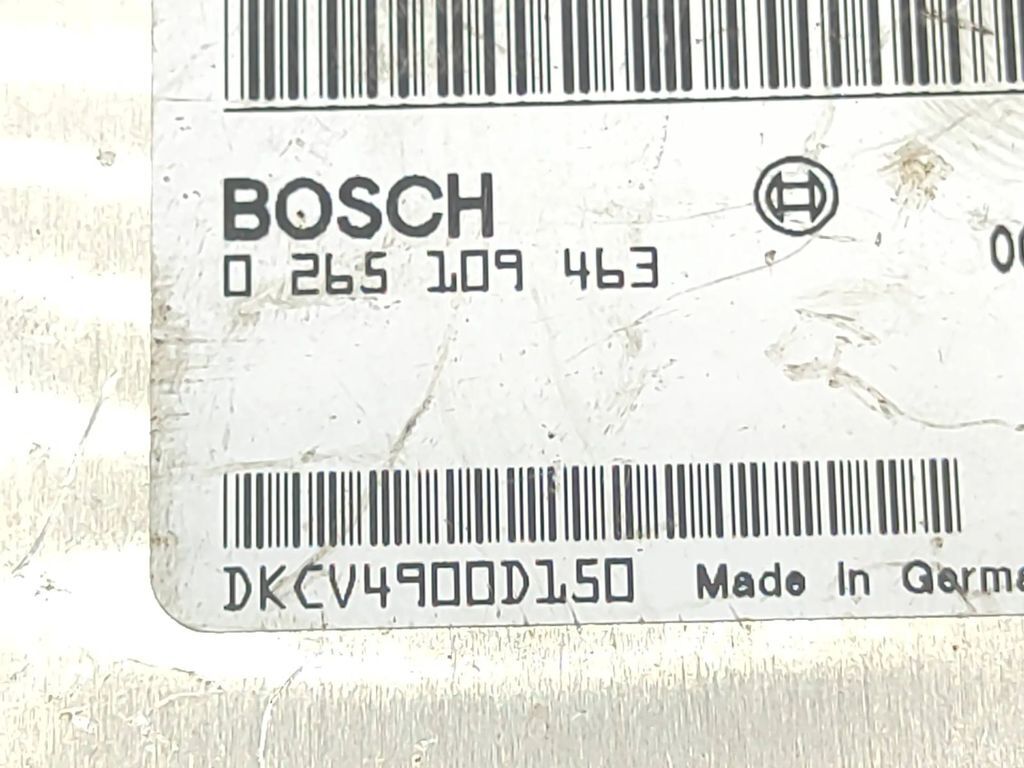 BOSCH
0 265 109 463
DKCV4900D150 Made In Germa